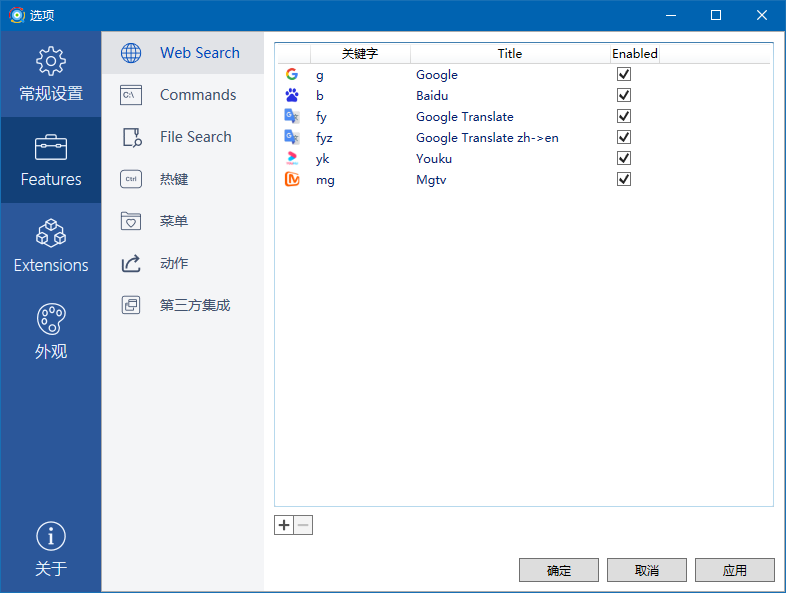 选项
常规设置
Features
Extensions
外观
关于
Web Search
C:\
Commands
File Search
Ctrl
热键
菜单
动作
第三方集成
关键字 Title Enabled
g Google
b Baidu
fy Google Translate
fyz Google Translate zh->en
yk Youku
mg Mgtv
确定 取消 应用